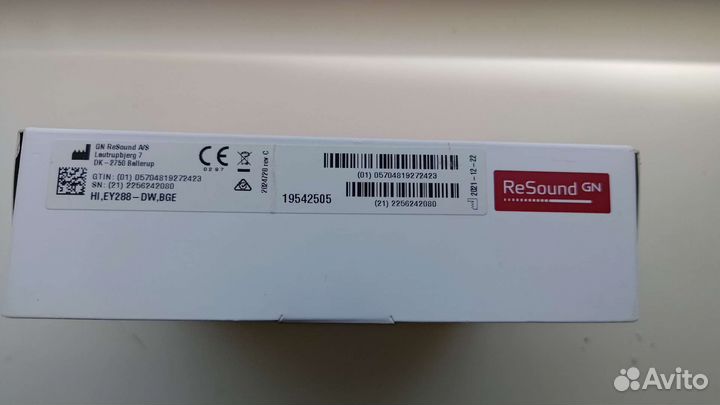 GN ReSound A/S
Lautrupbjerg 7
DK-2750 Ballerup
CE
0297
GTIN: (01) 05704819272423
SN: (21) 2256242080
HI,EY288-DW,BGE
2024728 rev C
(01) 05704819272423
19542505
(21) 2256242080
2021-12-22
ReSound GN
Avito